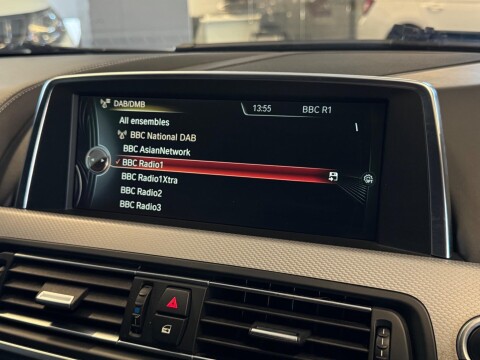 DAB/DMB 13:55 BBC R1
All ensembles
BBC National DAB
BBC AsianNetwork
✓ BBC Radio1
BBC Radio1Xtra
BBC Radio2
BBC Radio3